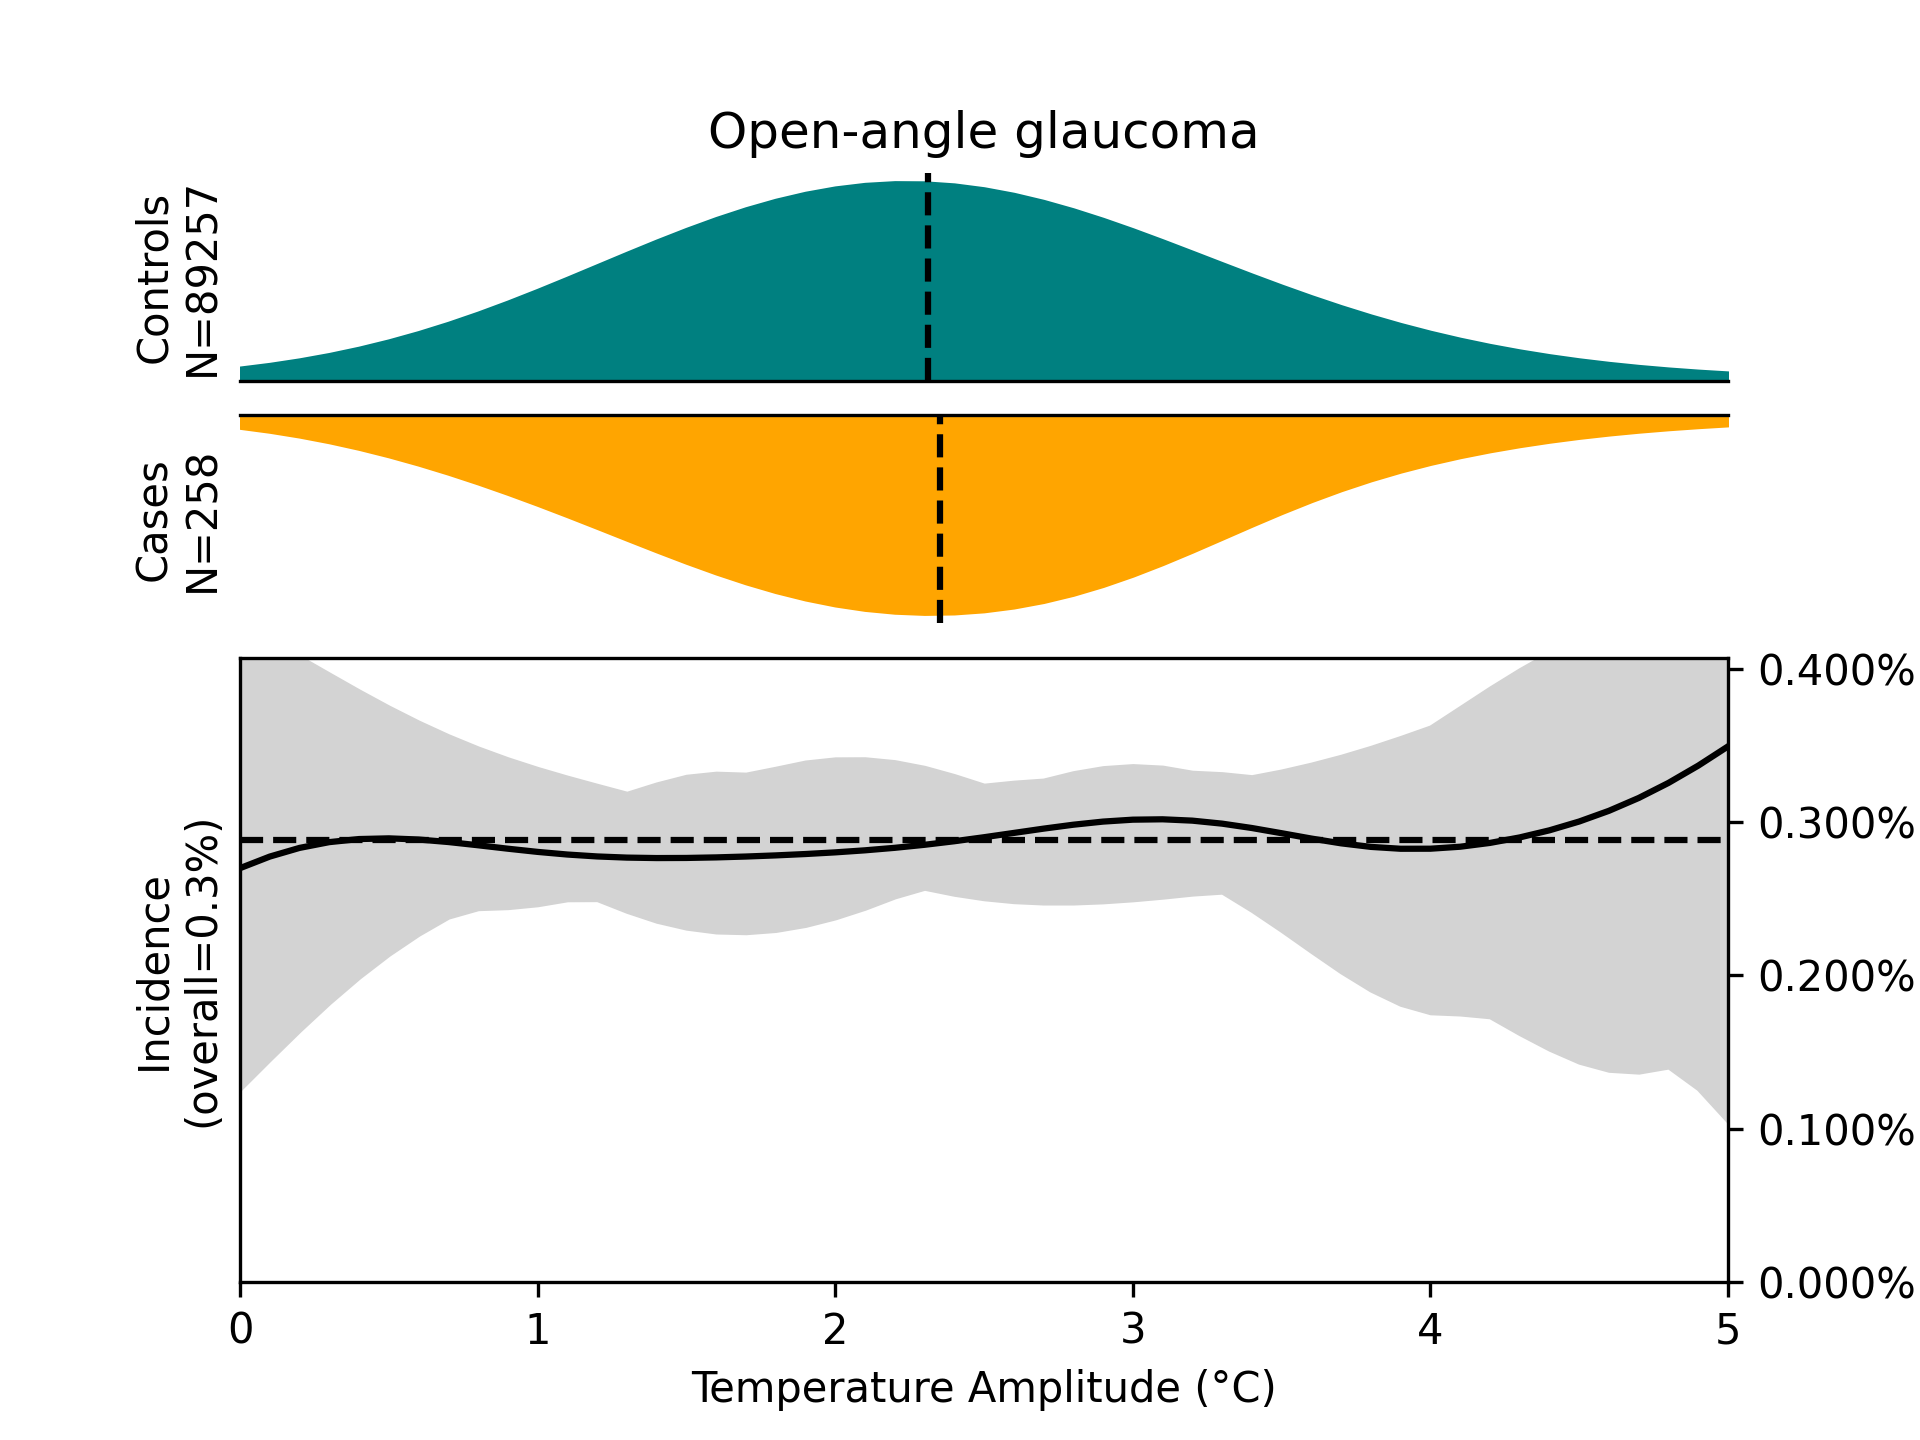 Open-angle glaucoma
Controls
N=89257
Cases
N=258
Incidence
(overall=0.3%)
0.400%
0.300%
0.200%
0.100%
0.000%
0
1
2
3
4
5
Temperature Amplitude (°C)